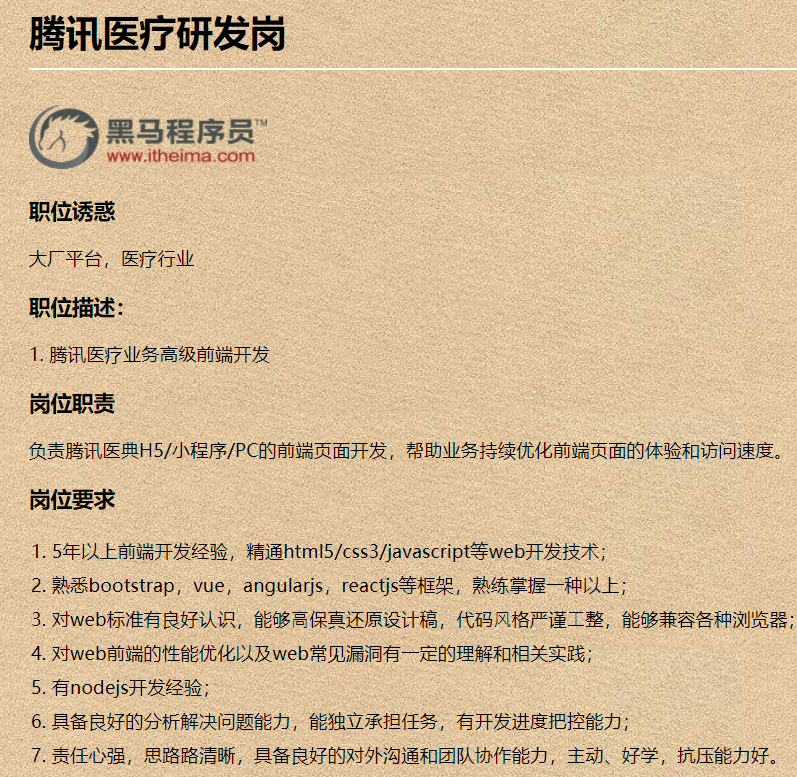 腾讯医疗研发岗
黑马程序员™
www.itheima.com
职位诱惑
大厂平台，医疗行业
职位描述：
1. 腾讯医疗业务高级前端开发
岗位职责
负责腾讯医典H5/小程序/PC的前端页面开发，帮助业务持续优化前端页面的体验和访问速度。
岗位要求
1. 5年以上前端开发经验，精通html5/css3/javascript等web开发技术；
2. 熟悉bootstrap，vue，angularjs，reactjs等框架，熟练掌握一种以上；
3. 对web标准有良好认识，能够高保真还原设计稿，代码风格严谨工整，能够兼容各种浏览器；
4. 对web前端的性能优化以及web常见漏洞有一定的理解和相关实践；
5. 有nodejs开发经验；
6. 具备良好的分析解决问题能力，能独立承担任务，有开发进度把控能力；
7. 责任心强，思路路清晰，具备良好的对外沟通和团队协作能力，主动、好学，抗压能力好。